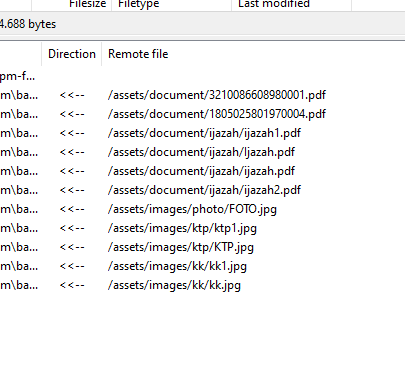 Filesize Filetype Last modified
4.688 bytes
Direction Remote file
pm-f...
m\ba... <<-- /assets/document/3210086608980001.pdf
m\ba... <<-- /assets/document/1805025801970004.pdf
m\ba... <<-- /assets/document/ijazah/ijazah1.pdf
m\ba... <<-- /assets/document/ijazah/Ijazah.pdf
m\ba... <<-- /assets/document/ijazah/ijazah.pdf
m\ba... <<-- /assets/document/ijazah/ijazah2.pdf
m\ba... <<-- /assets/images/photo/FOTO.jpg
m\ba... <<-- /assets/images/ktp/ktp1.jpg
m\ba... <<-- /assets/images/ktp/KTP.jpg
m\ba... <<-- /assets/images/kk/kk1.jpg
m\ba... <<-- /assets/images/kk/kk.jpg